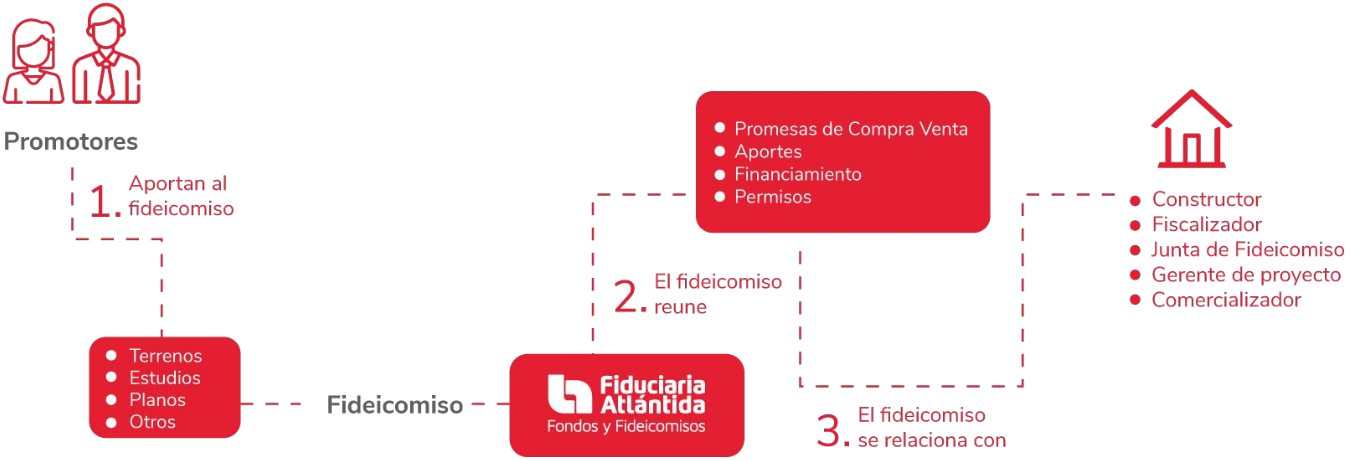 Promotores
1. Aportan al
fideicomiso
Terrenos
Estudios
Planos
Otros
Fideicomiso
Fiduciaria
Atlántida
Fondos y Fideicomisos
2. El fideicomiso
reune
Promesas de Compra Venta
Aportes
Financiamiento
Permisos
3. El fideicomiso
se relaciona con
Constructor
Fiscalizador
Junta de Fideicomiso
Gerente de proyecto
Comercializador